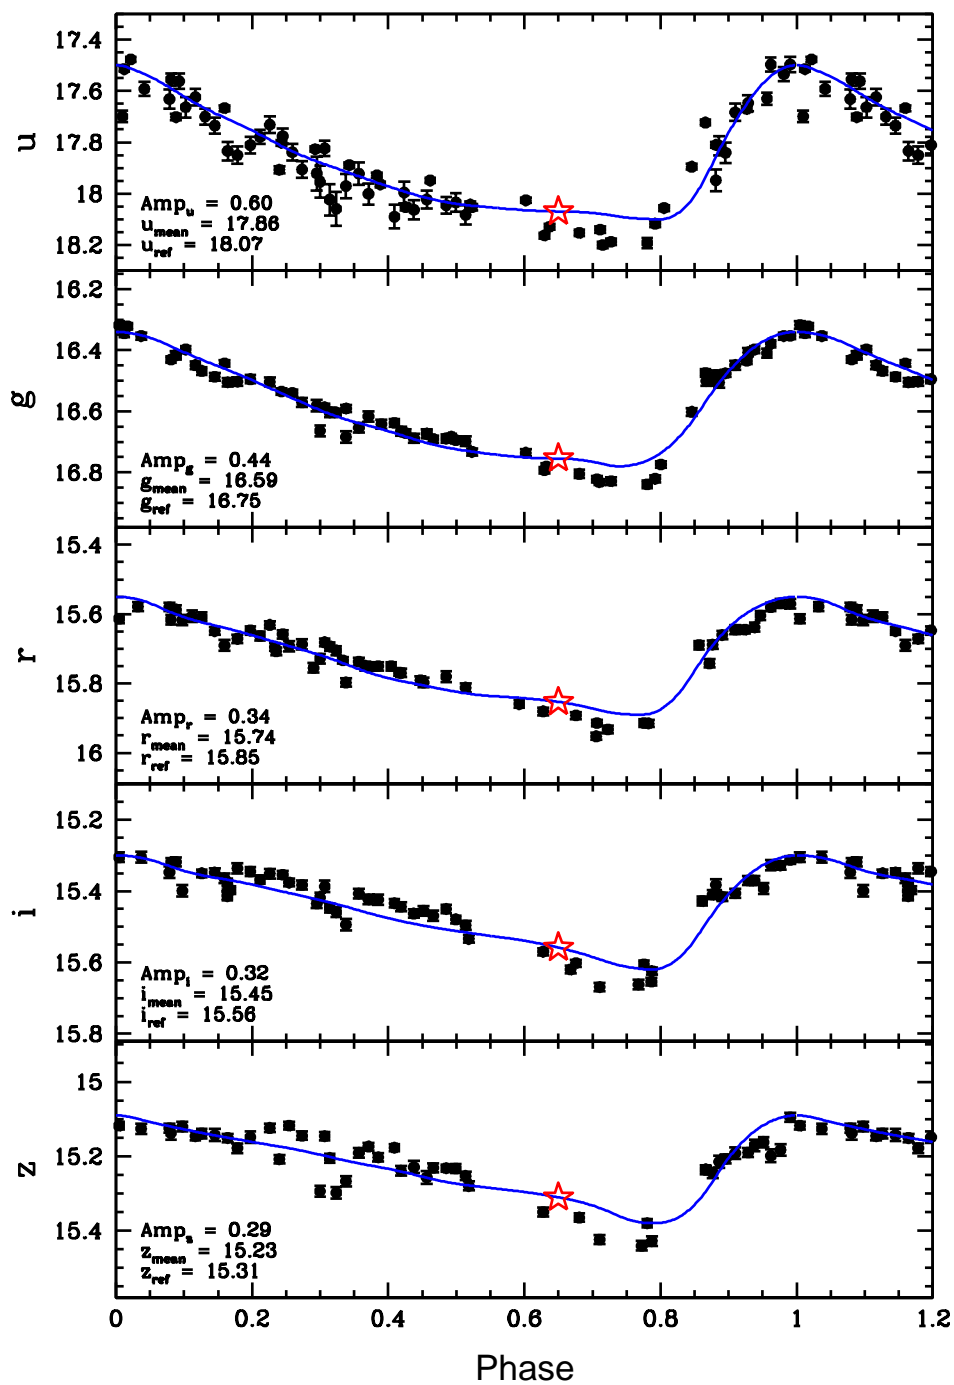 17.4
17.6
17.8
18
18.2
u
Amp_u = 0.60
u_mean = 17.86
u_ref = 18.07
16.2
16.4
16.6
16.8
g
Amp_g = 0.44
g_mean = 16.59
g_ref = 16.75
15.4
15.6
15.8
16
r
Amp_r = 0.34
r_mean = 15.74
r_ref = 15.85
15.2
15.4
15.6
15.8
i
Amp_i = 0.32
i_mean = 15.45
i_ref = 15.56
15
15.2
15.4
z
Amp_z = 0.29
z_mean = 15.23
z_ref = 15.31
0 0.2 0.4 0.6 0.8 1 1.2
Phase